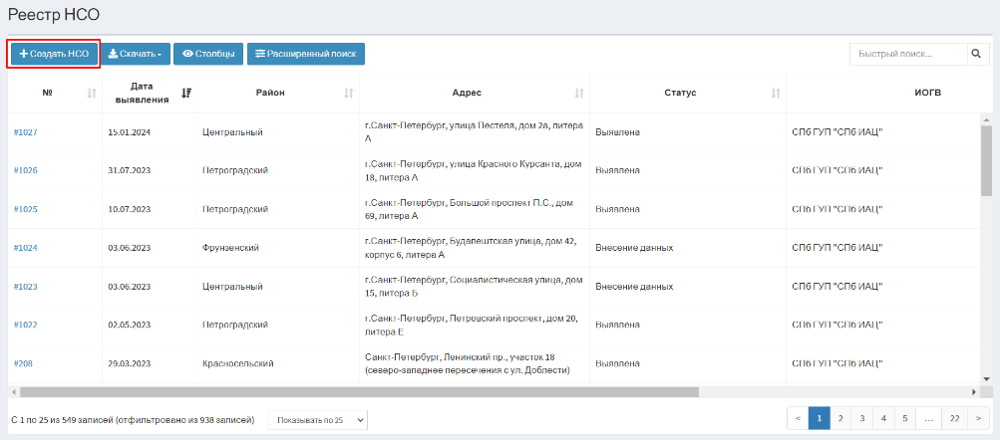 Реестр НСО
Создать НСО Скачать Столбцы Расширенный поиск Быстрый поиск...
№ Дата выявления Район Адрес Статус ИОГВ
#1027 15.01.2024 Центральный г.Санкт-Петербург, улица Пестеля, дом 2а, литера А Выявлена СПб ГУП "СПб ИАЦ"
#1026 31.07.2023 Петроградский г.Санкт-Петербург, улица Красного Курсанта, дом 18, литера А Выявлена СПб ГУП "СПб ИАЦ"
#1025 10.07.2023 Петроградский г.Санкт-Петербург, Большой проспект П.С., дом 69, литера А Выявлена СПб ГУП "СПб ИАЦ"
#1024 03.06.2023 Фрунзенский г.Санкт-Петербург, Будапештская улица, дом 42, корпус 6, литера А Внесение данных СПб ГУП "СПб ИАЦ"
#1023 03.06.2023 Центральный г.Санкт-Петербург, Социалистическая улица, дом 15, литера Б Внесение данных СПб ГУП "СПб ИАЦ"
#1022 02.05.2023 Петроградский г.Санкт-Петербург, Петровский проспект, дом 20, литера Е Выявлена СПб ГУП "СПб ИАЦ"
#208 29.03.2023 Красносельский Санкт-Петербург, Ленинский пр., участок 18 (северо-западнее пересечения с ул. Доблести) Выявлена СПб ГУП "СПб ИАЦ"
С 1 по 25 из 549 записей (отфильтровано из 938 записей) Показывать по 25 < 1 2 3 4 5 ... 22 >